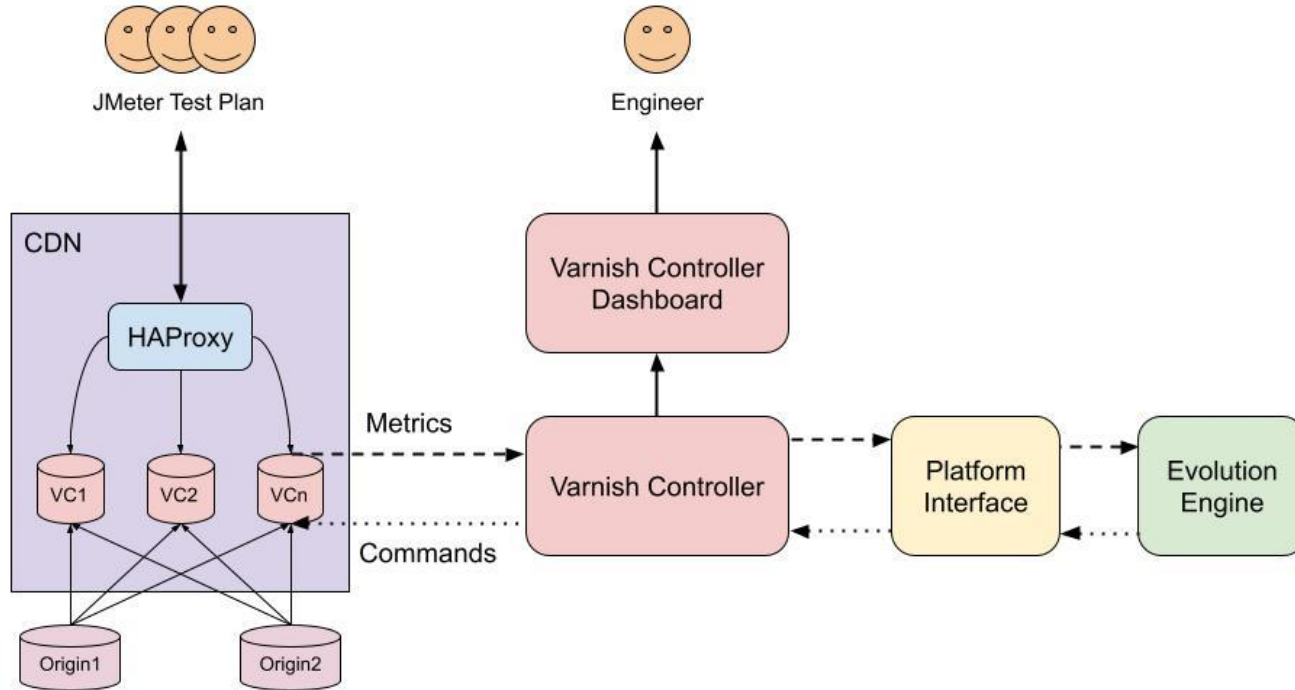 JMeter Test Plan
Engineer
CDN
Varnish Controller
Dashboard
HAProxy
Metrics
VC1
VC2
VCn
Varnish Controller
Platform
Interface
Evolution
Engine
Commands
Origin1
Origin2